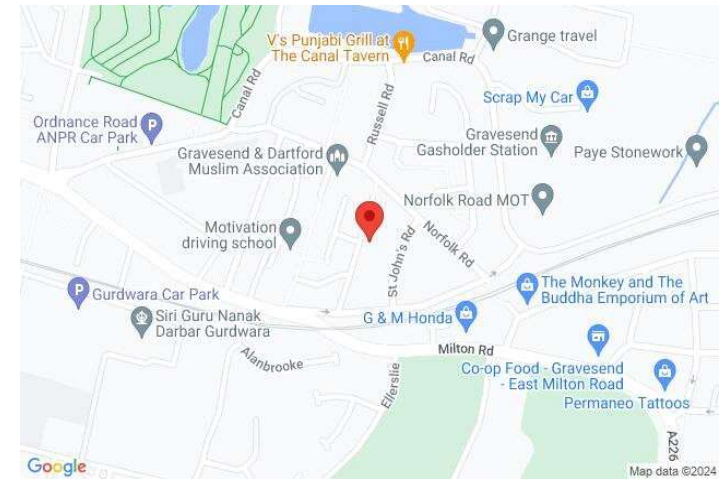 V's Punjabi Grill at
The Canal Tavern
Canal Rd
Grange travel
Canal Rd
Russell Rd
Scrap My Car
Ordnance Road
ANPR Car Park
Gravesend & Dartford
Muslim Association
Gravesend
Gasholder Station
Paye Stonework
Norfolk Road MOT
Motivation
driving school
St John's Rd
Norfolk Rd
Gurdwara Car Park
The Monkey and The
Buddha Emporium of Art
Siri Guru Nanak
Darbar Gurdwara
G & M Honda
Alanbrooke
Milton Rd
Ellerslie
Co-op Food - Gravesend
- East Milton Road
Permaneo Tattoos
A226
Google
Map data ©2024